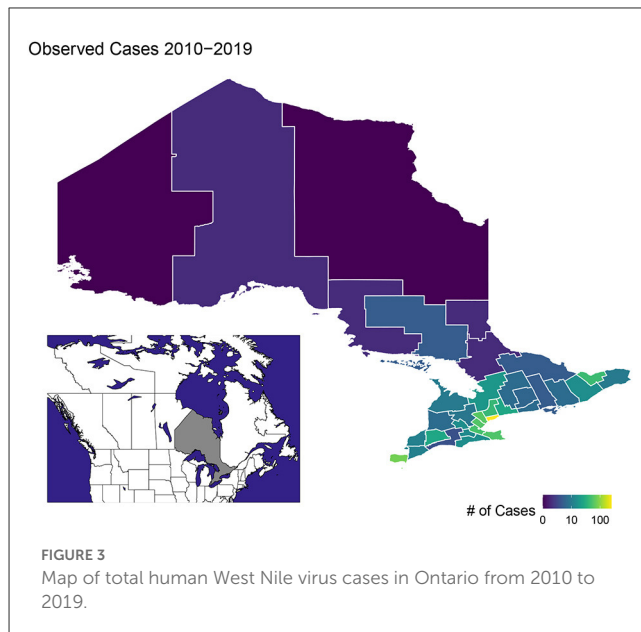 Observed Cases 2010−2019
# of Cases
0 10 100
FIGURE 3
Map of total human West Nile virus cases in Ontario from 2010 to
2019.